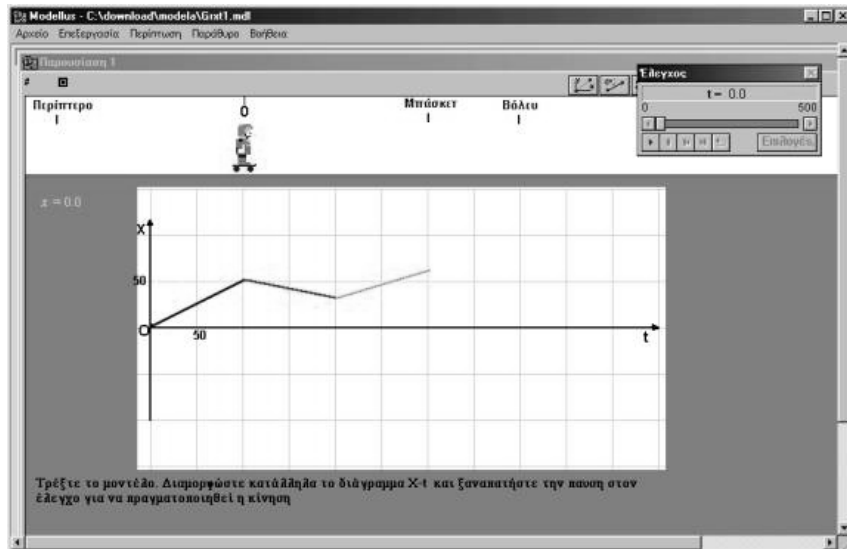 Modellus - C:\download\modela\Grxt1.mdl
Αρχείο Επεξεργασία Περίπτωση Παράθυρο Βοήθεια
Παρουσίαση 1
#
Περίπτερο
0
Μπάσκετ
Βόλευ
Έλεγχος
t = 0.0
0 500
Επιλογές
x = 0.0
X
50
O
50
t
Τρέξτε το μοντέλο. Διαμορφώστε κατάλληλα το διάγραμμα X-t και ξαναπατήστε την παυση στον
έλεγχο για να πραγματοποιηθεί η κίνηση